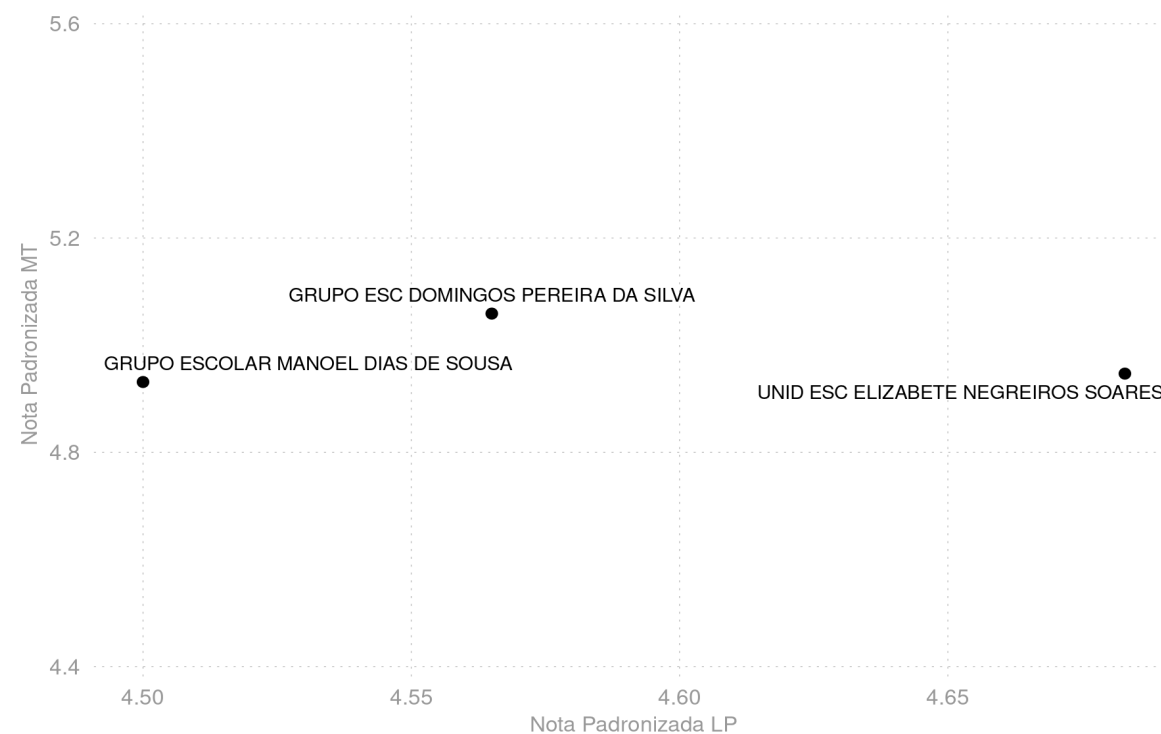 5.6
5.2
GRUPO ESC DOMINGOS PEREIRA DA SILVA
GRUPO ESCOLAR MANOEL DIAS DE SOUSA
UNID ESC ELIZABETE NEGREIROS SOARES
Nota Padronizada MT
4.8
4.4
4.50 4.55 4.60 4.65
Nota Padronizada LP